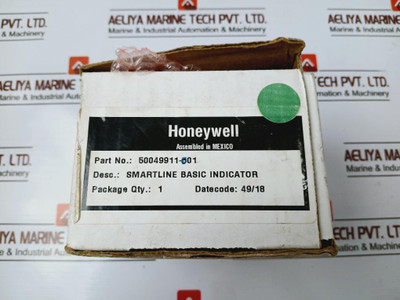 AELIYA MARINE TECH PVT. LTD.
Marine & Industrial Automation & Machinery
Honeywell
Assembled in MEXICO
Part No.: 50049911-501
Desc.: SMARTLINE BASIC INDICATOR
Package Qty.: 1 Datecode: 49/18